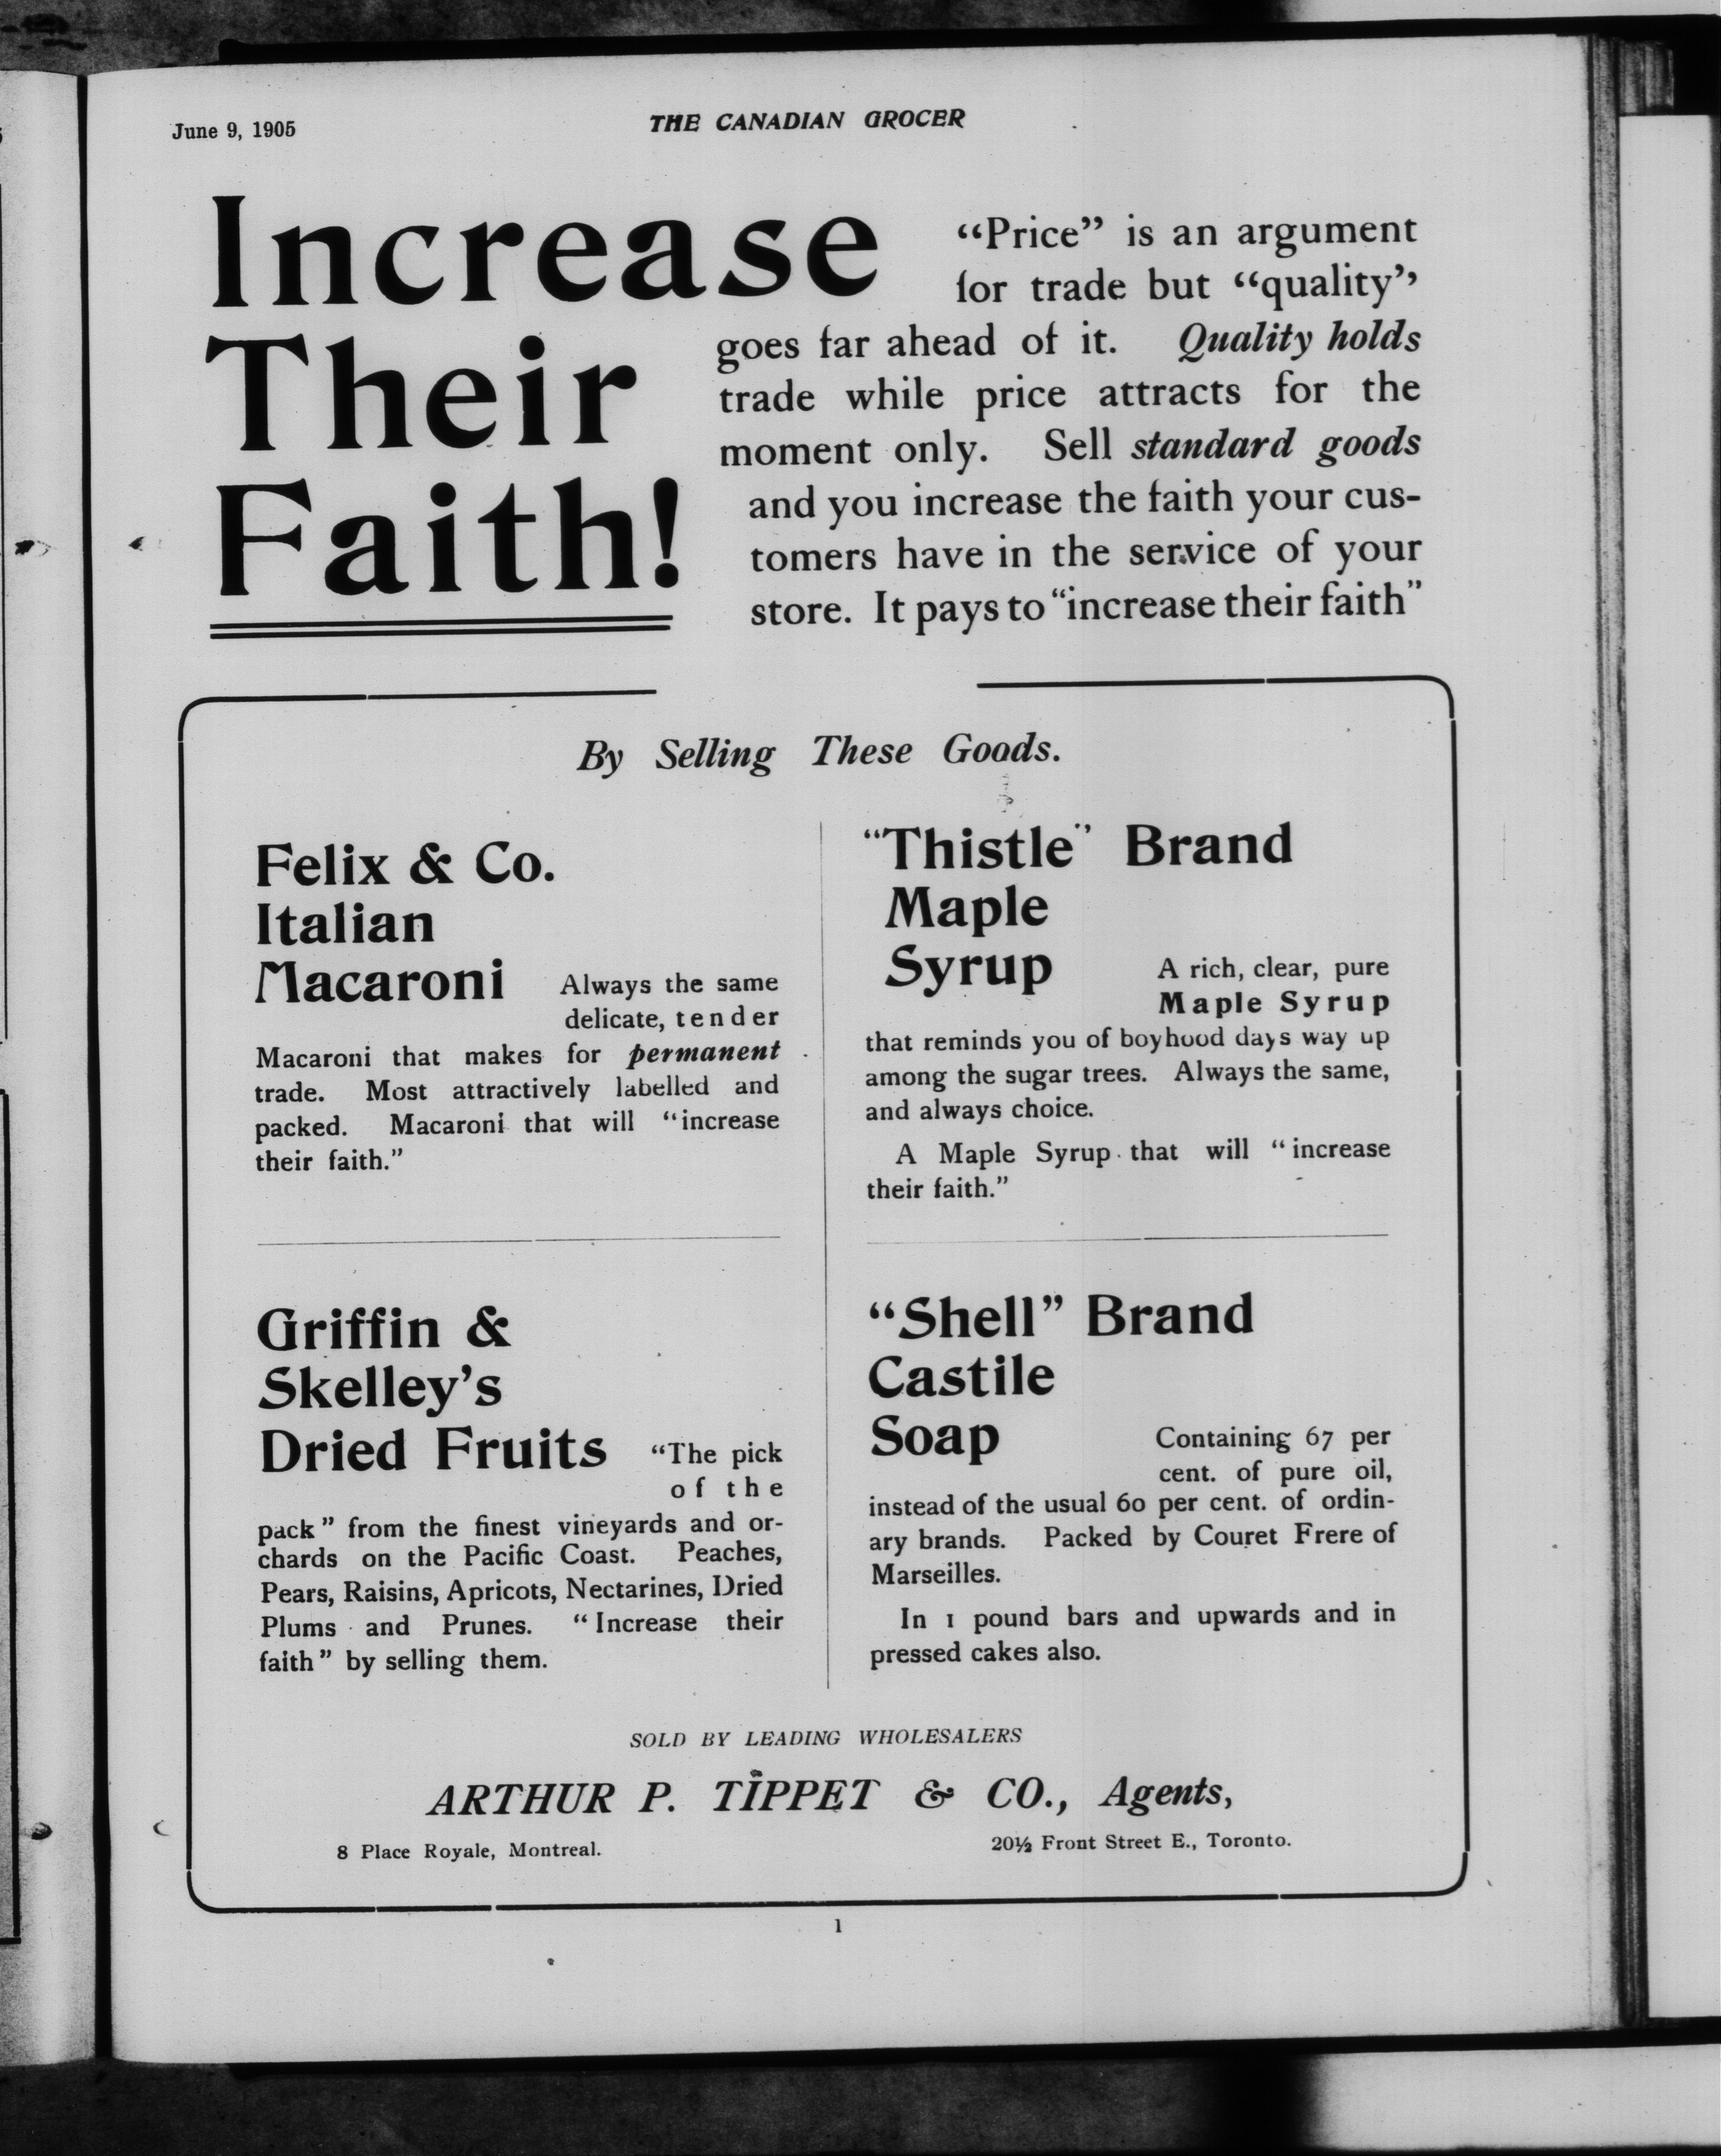 June 9, 1905
THE CANADIAN GROCER
Increase
Their
Faith!
“Price” is an argument
for trade but “quality”
goes far ahead of it. Quality holds
trade while price attracts for the
moment only. Sell standard goods
and you increase the faith your cus-
tomers have in the service of your
store. It pays to “increase their faith”
By Selling These Goods.
Felix & Co.
Italian
Macaroni
Always the same
delicate, tender
Macaroni that makes for permanent
trade. Most attractively labelled and
packed. Macaroni that will “increase
their faith.”
“Thistle” Brand
Maple
Syrup
A rich, clear, pure
Maple Syrup
that reminds you of boyhood days way up
among the sugar trees. Always the same,
and always choice.
A Maple Syrup that will “increase
their faith.”
Griffin &
Skelley’s
Dried Fruits
“The pick
of the
pack” from the finest vineyards and or-
chards on the Pacific Coast. Peaches,
Pears, Raisins, Apricots, Nectarines, Dried
Plums and Prunes. “Increase their
faith” by selling them.
“Shell” Brand
Castile
Soap
Containing 67 per
cent. of pure oil,
instead of the usual 60 per cent. of ordin-
ary brands. Packed by Couret Frere of
Marseilles.
In 1 pound bars and upwards and in
pressed cakes also.
SOLD BY LEADING WHOLESALERS
ARTHUR P. TIPPET & CO., Agents,
8 Place Royale, Montreal.
20½ Front Street E., Toronto.
1